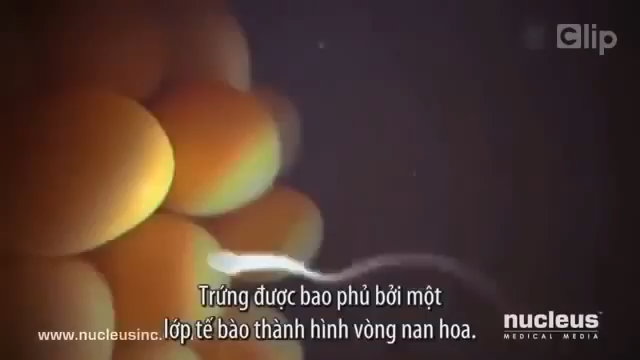 Clip
Trứng được bao phủ bởi một
lớp tế bào thành hình vòng nan hoa.
www.nucleusinc.
nucleus™
MEDICAL MEDIA